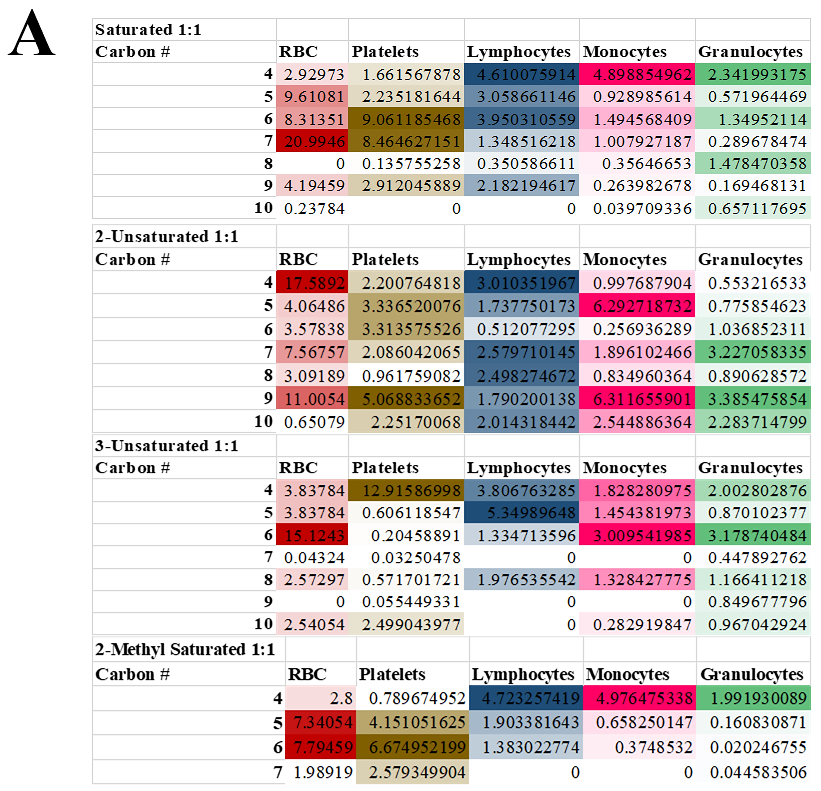 A
Saturated 1:1
Carbon # RBC Platelets Lymphocytes Monocytes Granulocytes
4 2.92973 1.661567878 4.610075914 4.898854962 2.341993175
5 9.61081 2.235181644 3.058661146 0.928985614 0.571964469
6 8.31351 9.061185468 3.950310559 1.494568409 1.34952114
7 20.9946 8.464627151 1.348516218 1.007927187 0.289678474
8 0 0.135755258 0.350586611 0.35646653 1.478470358
9 4.19459 2.912045889 2.182194617 0.263982678 0.169468131
10 0.23784 0 0 0.039709336 0.657117695
2-Unsaturated 1:1
Carbon # RBC Platelets Lymphocytes Monocytes Granulocytes
4 17.5892 2.200764818 3.010351967 0.997687904 0.553216533
5 4.06486 3.336520076 1.737750173 6.292718732 0.775854623
6 3.57838 3.313575526 0.512077295 0.256936289 1.036852311
7 7.56757 2.086042065 2.579710145 1.896102466 3.227058335
8 3.09189 0.961759082 2.498274672 0.834960364 0.890628572
9 11.0054 5.068833652 1.790200138 6.311655901 3.385475854
10 0.65079 2.25170068 2.014318442 2.544886364 2.283714799
3-Unsaturated 1:1
Carbon # RBC Platelets Lymphocytes Monocytes Granulocytes
4 3.83784 12.91586998 3.806763285 1.828280975 2.002802876
5 3.83784 0.606118547 5.34989648 1.454381973 0.870102377
6 15.1243 0.20458891 1.334713596 3.009541985 3.178740484
7 0.04324 0.03250478 0 0 0.447892762
8 2.57297 0.571701721 1.976535542 1.328427775 1.166411218
9 0 0.055449331 0 0 0.849677796
10 2.54054 2.499043977 0 0.282919847 0.967042924
2-Methyl Saturated 1:1
Carbon # RBC Platelets Lymphocytes Monocytes Granulocytes
4 2.8 0.789674952 4.723257419 4.976475338 1.991930089
5 7.34054 4.151051625 1.903381643 0.658250147 0.160830871
6 7.79459 6.674952199 1.383022774 0.3748532 0.020246755
7 1.98919 2.579349904 0 0 0.044583506